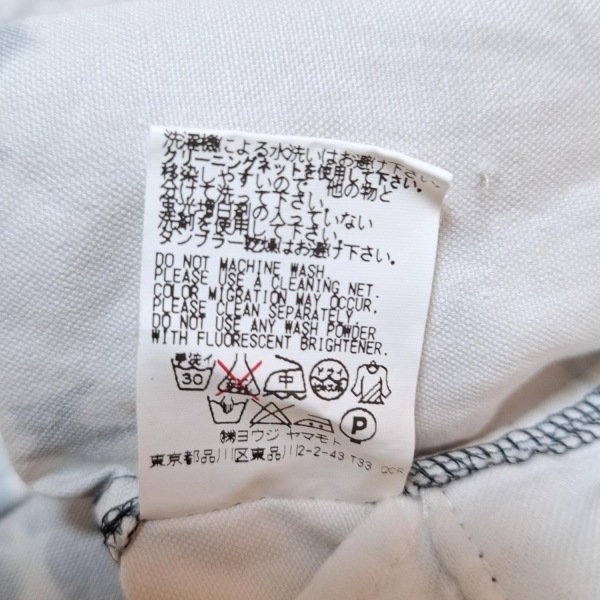 洗濯機による水洗いはお避け下さい。
クリーニングネットを使用して下さい。
移染しやすいので、他の物と
分けて洗って下さい。
蛍光増白剤の入っていない
洗剤を使用して下さい。
タンブラー乾燥はお避け下さい。
DO NOT MACHINE WASH.
PLEASE USE A CLEANING NET.
COLOR MIGRATION MAY OCCUR.
PLEASE CLEAN SEPARATELY.
DO NOT USE ANY WASH POWDER
WITH FLUORESCENT BRIGHTENER.
手洗イ
30
中
P
㈱ヨウジヤマモト
東京都品川区東品川2-2-43 T33